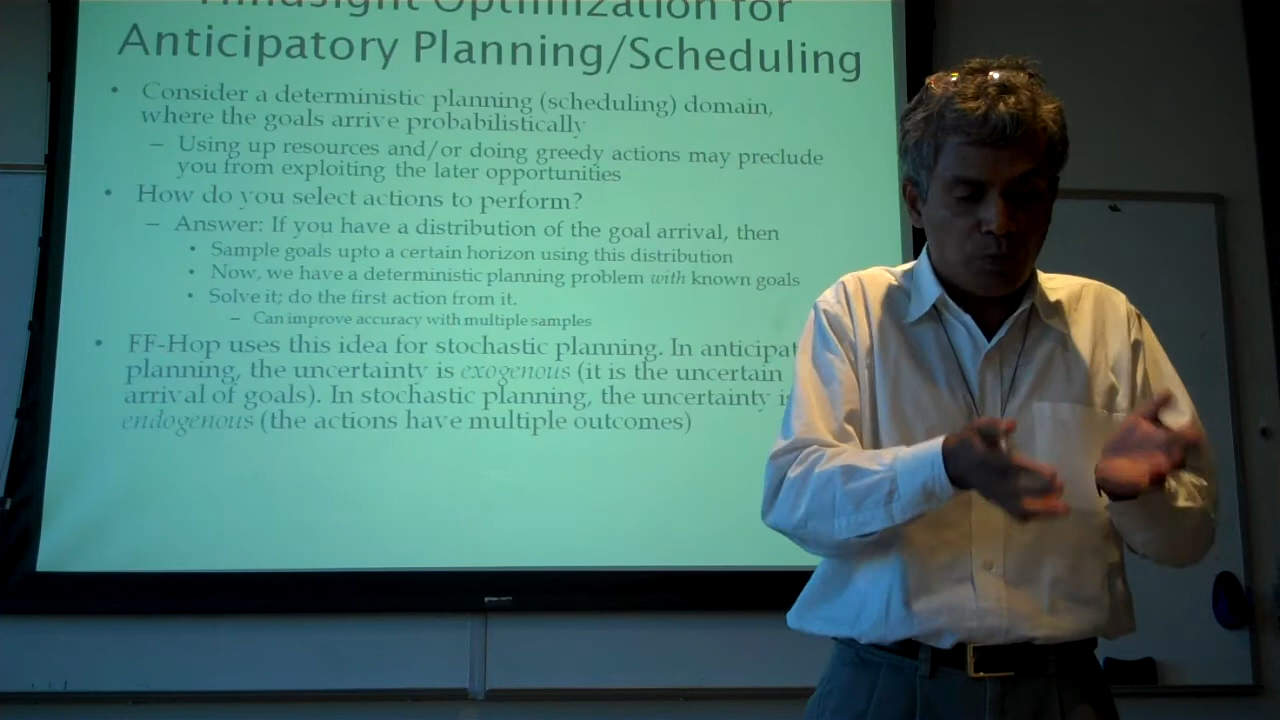 Hindsight Optimization for
Anticipatory Planning/Scheduling
• Consider a deterministic planning (scheduling) domain,
where the goals arrive probabilistically
– Using up resources and/or doing greedy actions may preclude
you from exploiting the later opportunities
• How do you select actions to perform?
– Answer: If you have a distribution of the goal arrival, then
• Sample goals upto a certain horizon using this distribution
• Now, we have a deterministic planning problem with known goals
• Solve it; do the first action from it.
– Can improve accuracy with multiple samples
• FF-Hop uses this idea for stochastic planning. In anticipat
planning, the uncertainty is exogenous (it is the uncertain
arrival of goals). In stochastic planning, the uncertainty is
endogenous (the actions have multiple outcomes)